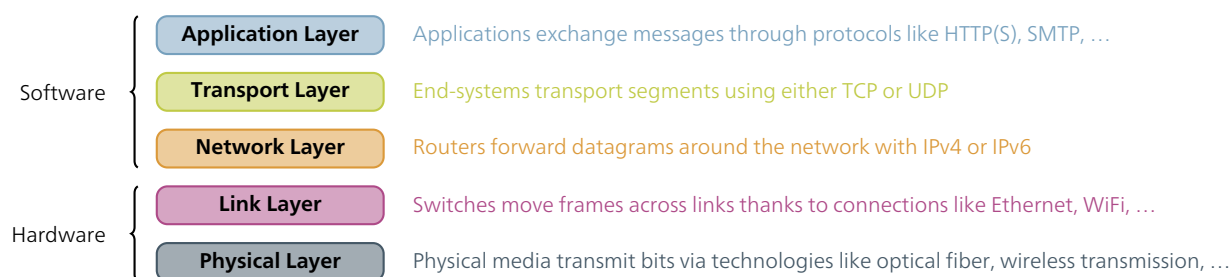 Application Layer Applications exchange messages through protocols like HTTP(S), SMTP, …
Software Transport Layer End-systems transport segments using either TCP or UDP
Network Layer Routers forward datagrams around the network with IPv4 or IPv6
Link Layer Switches move frames across links thanks to connections like Ethernet, WiFi, …
Hardware
Physical Layer Physical media transmit bits via technologies like optical fiber, wireless transmission, …